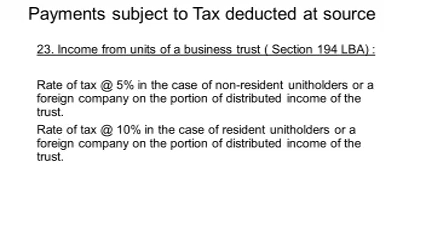 Payments subject to Tax deducted at source
23. Income from units of a business trust ( Section 194 LBA) :
Rate of tax @ 5% in the case of non-resident unitholders or a
foreign company on the portion of distributed income of the
trust.
Rate of tax @ 10% in the case of resident unitholders or a
foreign company on the portion of distributed income of the
trust.